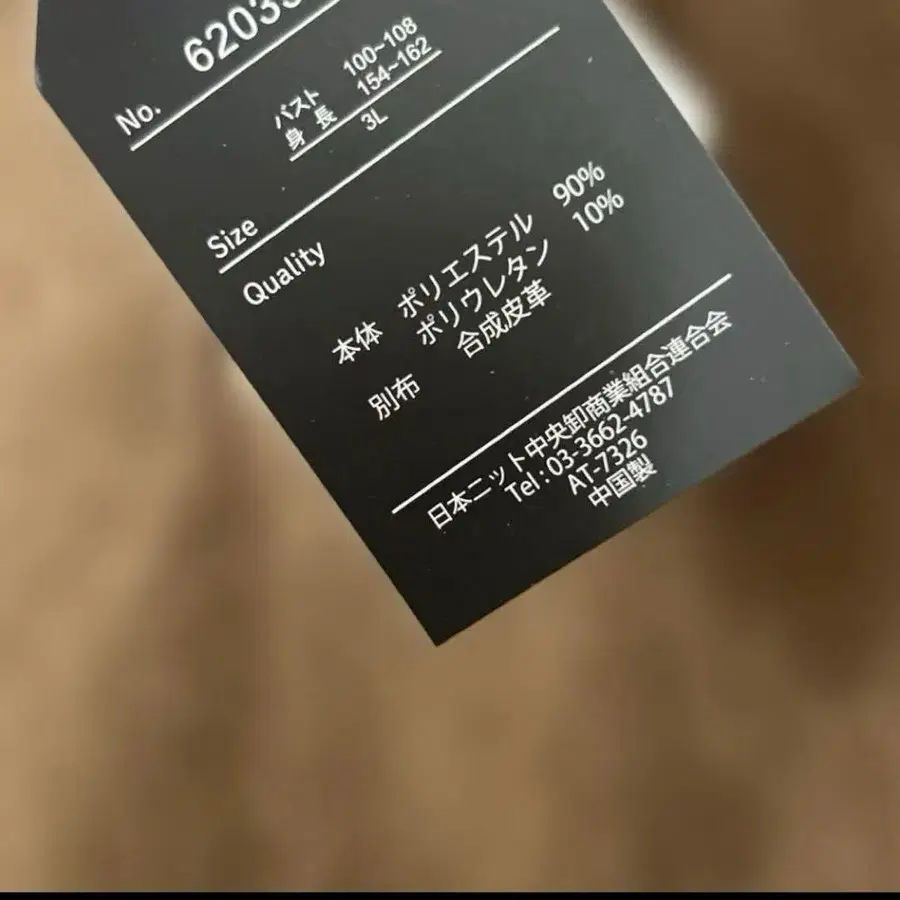 No.
バスト 100~108
身 長 154~162
3L
Size
Quality
本体 ポリエステル 90%
ポリウレタン 10%
別布 合成皮革
日本ニット中央卸商業組合連合会
Tel:03-3662-4787
AT-7326
中国製